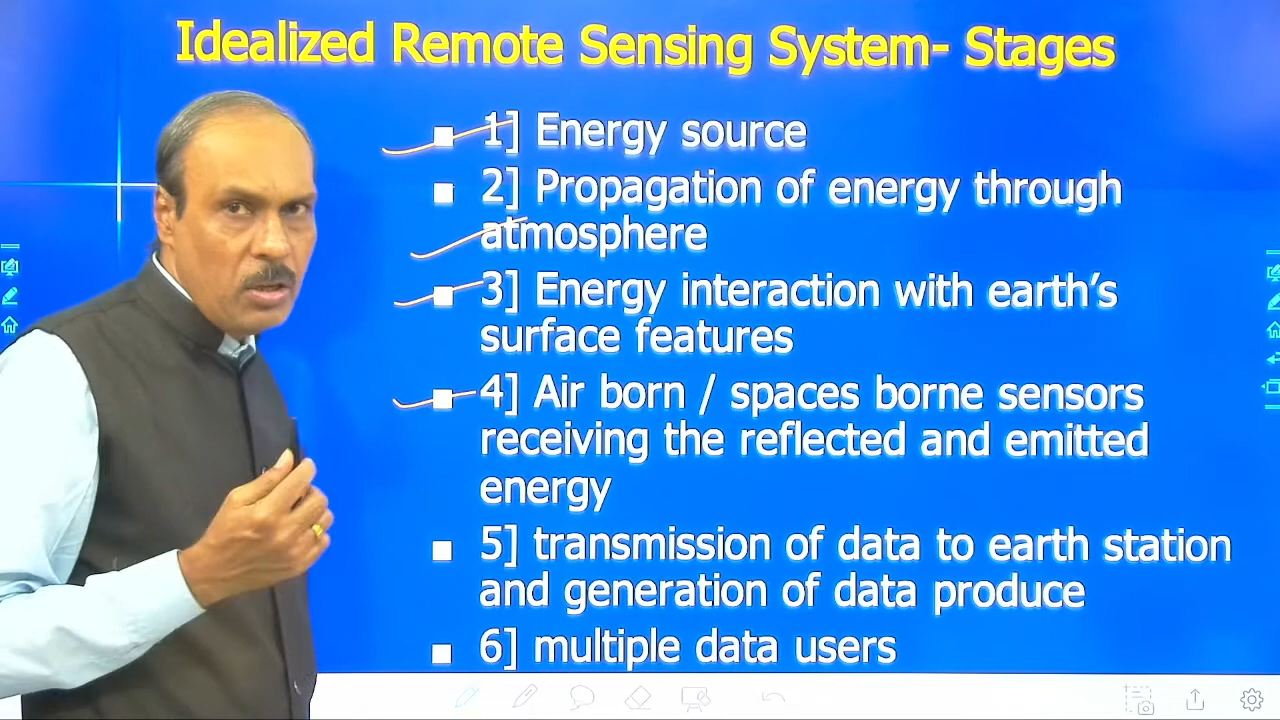 Idealized Remote Sensing System- Stages
1] Energy source
2] Propagation of energy through
atmosphere
3] Energy interaction with earth's
surface features
4] Air born / spaces borne sensors
receiving the reflected and emitted
energy
5] transmission of data to earth station
and generation of data produce
6] multiple data users